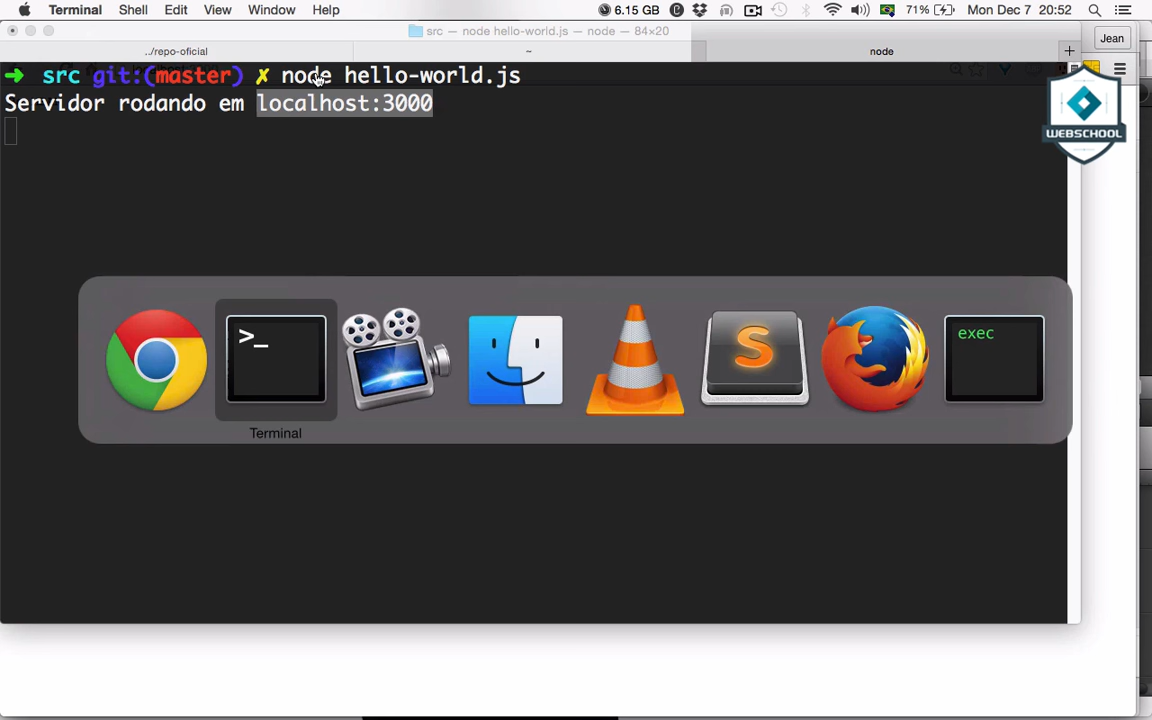 Terminal Shell Edit View Window Help 6.15 GB 71% Mon Dec 7 20:52
src — node hello-world.js — node — 84×20
Jean
../repo-oficial ~ node +
➜ src git:(master) ✗ node hello-world.js
Servidor rodando em localhost:3000
WEBSCHOOL
>_
S
exec
Terminal